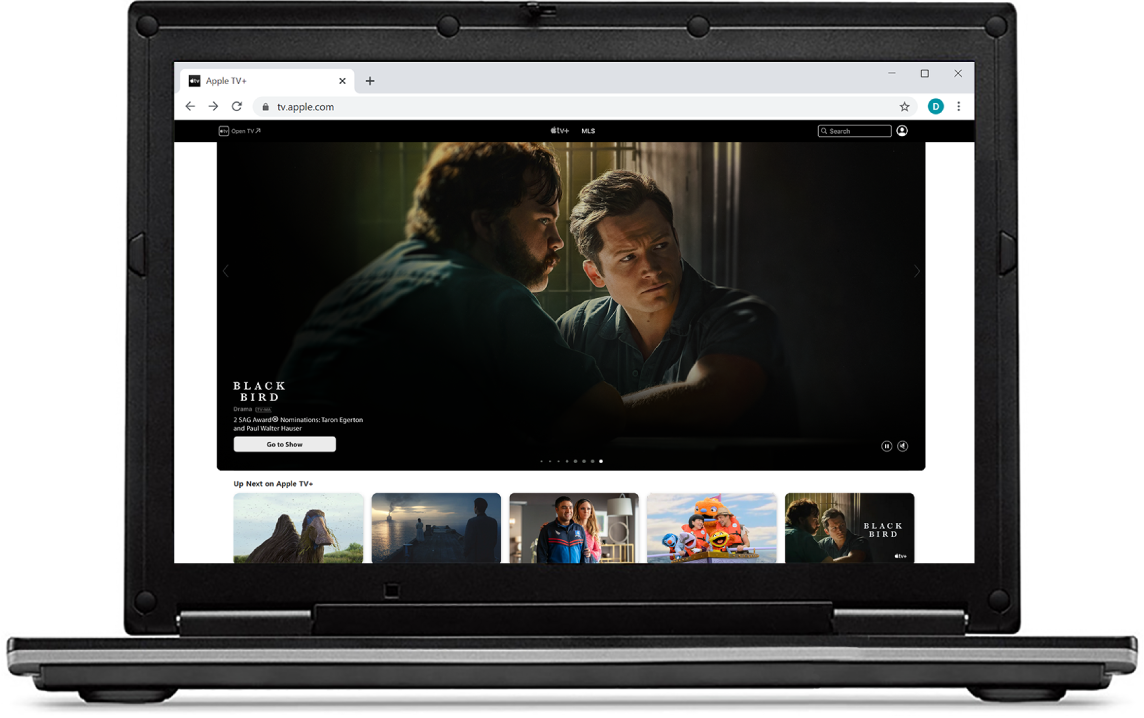 Apple TV+
tv.apple.com
D
tv
Open TV
tv+
MLS
Search
BLACK
BIRD
Drama TV-MA
2 SAG Award® Nominations: Taron Egerton
and Paul Walter Hauser
Go to Show
Up Next on Apple TV+
BLACK
BIRD
tv+